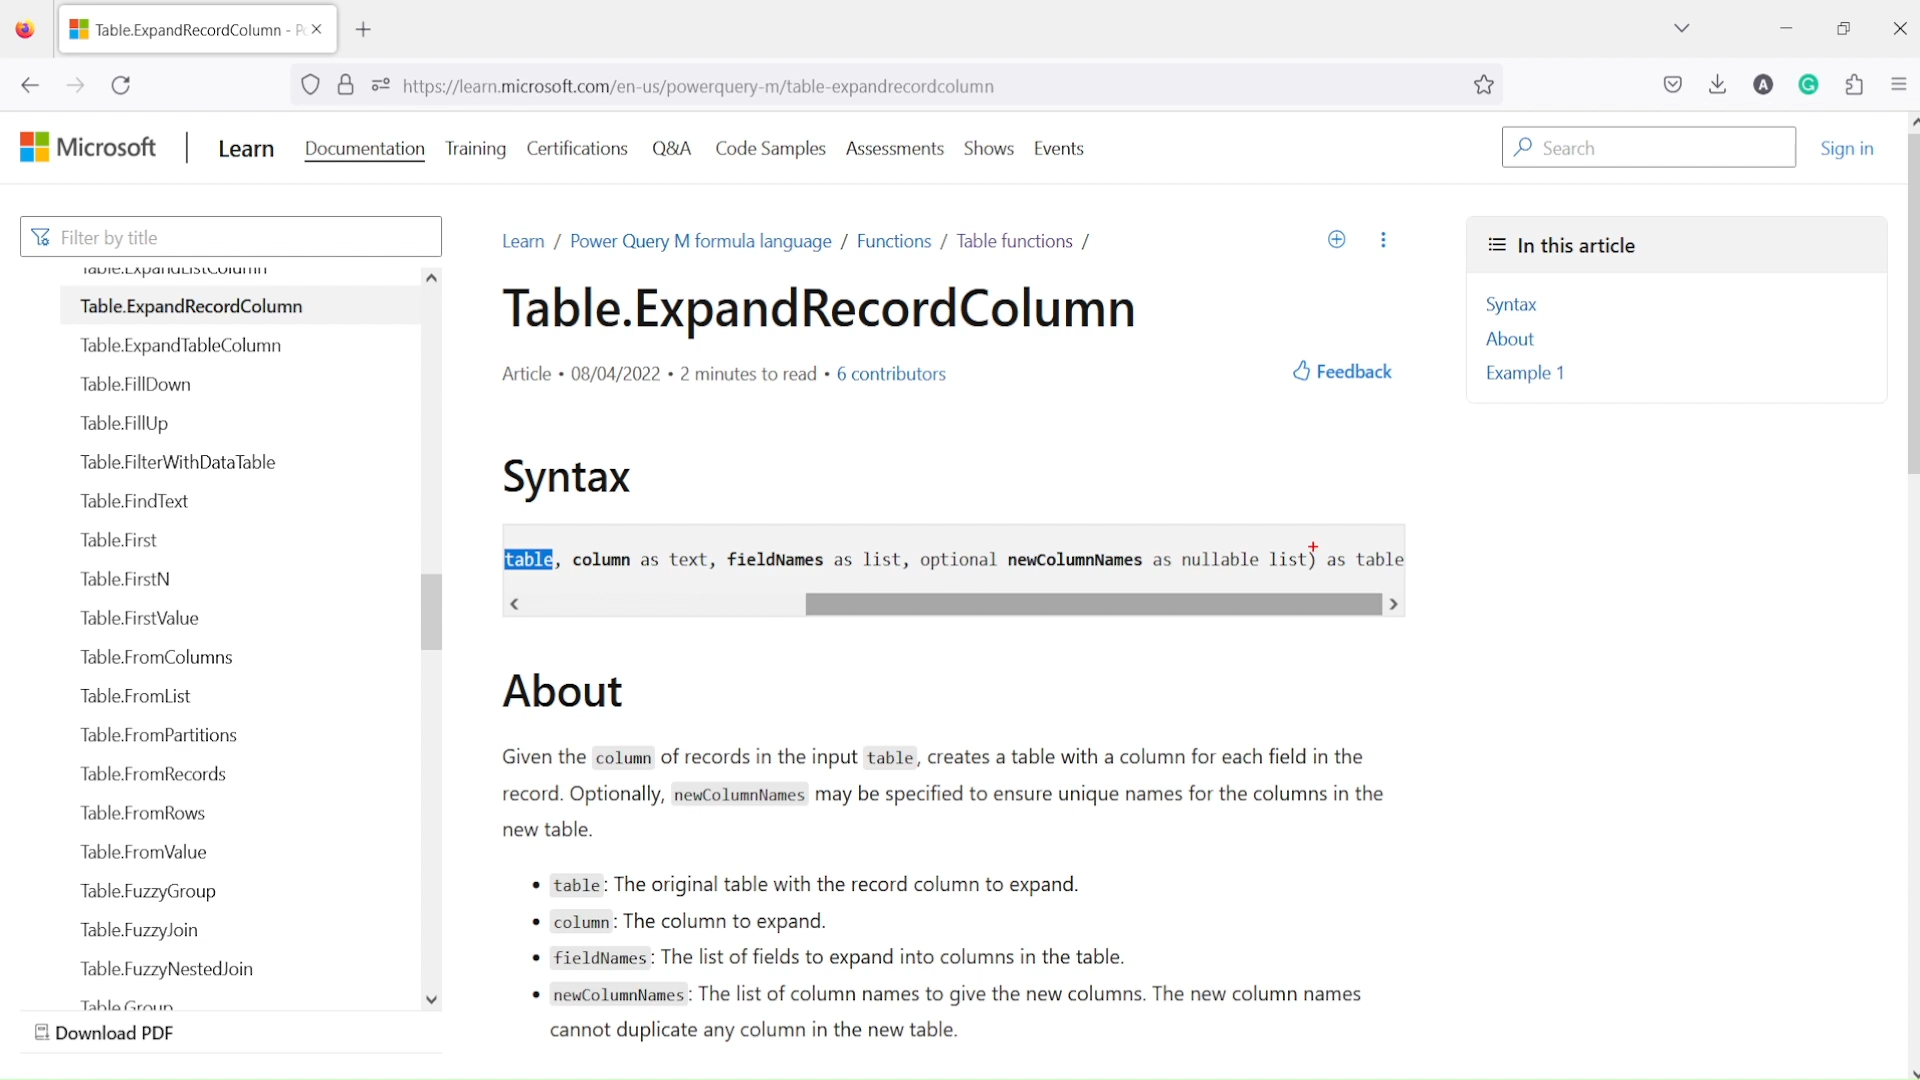 Table.ExpandRecordColumn - Po
https://learn.microsoft.com/en-us/powerquery-m/table-expandrecordcolumn
A
G
Microsoft
Learn Documentation Training Certifications Q&A Code Samples Assessments Shows Events
Search
Sign in
Filter by title
Table.ExpandListColumn
Table.ExpandRecordColumn
Table.ExpandTableColumn
Table.FillDown
Table.FillUp
Table.FilterWithDataTable
Table.FindText
Table.First
Table.FirstN
Table.FirstValue
Table.FromColumns
Table.FromList
Table.FromPartitions
Table.FromRecords
Table.FromRows
Table.FromValue
Table.FuzzyGroup
Table.FuzzyJoin
Table.FuzzyNestedJoin
Table.Group
Download PDF
Learn / Power Query M formula language / Functions / Table functions /
Table.ExpandRecordColumn
Article • 08/04/2022 • 2 minutes to read • 6 contributors
Feedback
Syntax
table, column as text, fieldNames as list, optional newColumnNames as nullable list) as table
About
Given the column of records in the input table, creates a table with a column for each field in the
record. Optionally, newColumnNames may be specified to ensure unique names for the columns in the
new table.
• table: The original table with the record column to expand.
• column: The column to expand.
• fieldNames: The list of fields to expand into columns in the table.
• newColumnNames: The list of column names to give the new columns. The new column names
cannot duplicate any column in the new table.
In this article
Syntax
About
Example 1